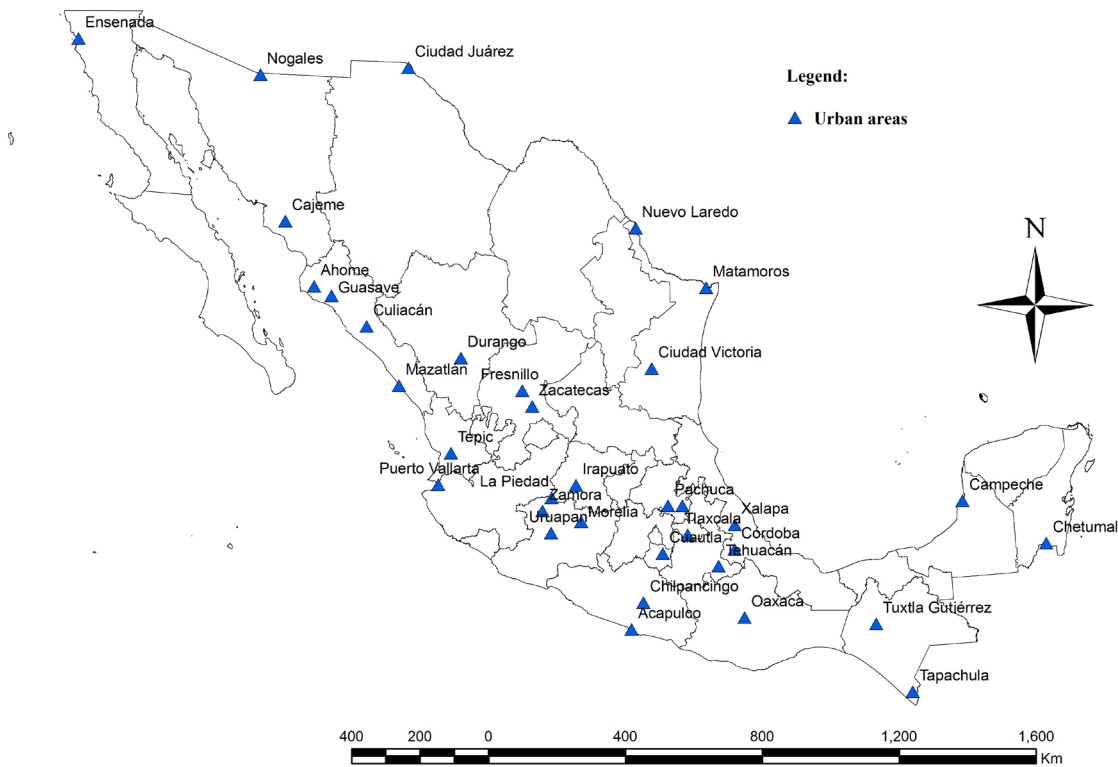 Ensenada
Nogales
Ciudad Juárez
Legend:
Urban areas
Cajeme
Nuevo Laredo
N
Ahome
Guasave
Matamoros
Culiacán
Durango
Ciudad Victoria
Mazatlán
Fresnillo
Zacatecas
Tepic
Puerto Vallarta
La Piedad
Irapuato
Zamora
Pachuca
Campeche
Uruapan
Morelia
Tlaxcala
Xalapa
Chetumal
Cuautla
Córdoba
Tehuacán
Chilpancingo
Acapulco
Oaxaca
Tuxtla Gutiérrez
Tapachula
400 200 0 400 800 1,200 1,600
Km